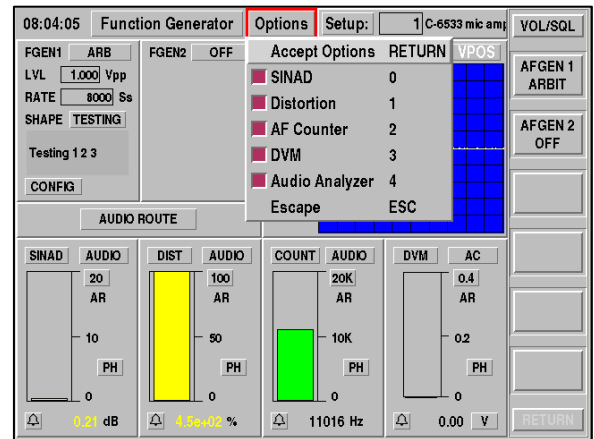 08:04:05 Function Generator Options Setup: 1 C-6533 mic amp VOL/SQL
FGEN1 ARB FGEN2 OFF Accept Options RETURN VPOS
LVL 1.000 Vpp SINAD 0 AFGEN 1
RATE 8000 Ss Distortion 1 ARBIT
SHAPE TESTING AF Counter 2 AFGEN 2
Testing 1 2 3 DVM 3 OFF
CONFIG Audio Analyzer 4
Escape ESC
AUDIO ROUTE
SINAD AUDIO DIST AUDIO COUNT AUDIO DVM AC
20 100 20K 0.4
AR AR AR AR
10 50 10K 0.2
PH PH PH PH
0 0 0 0
0.21 dB 4.5e+02 % 11016 Hz 0.00 V RETURN